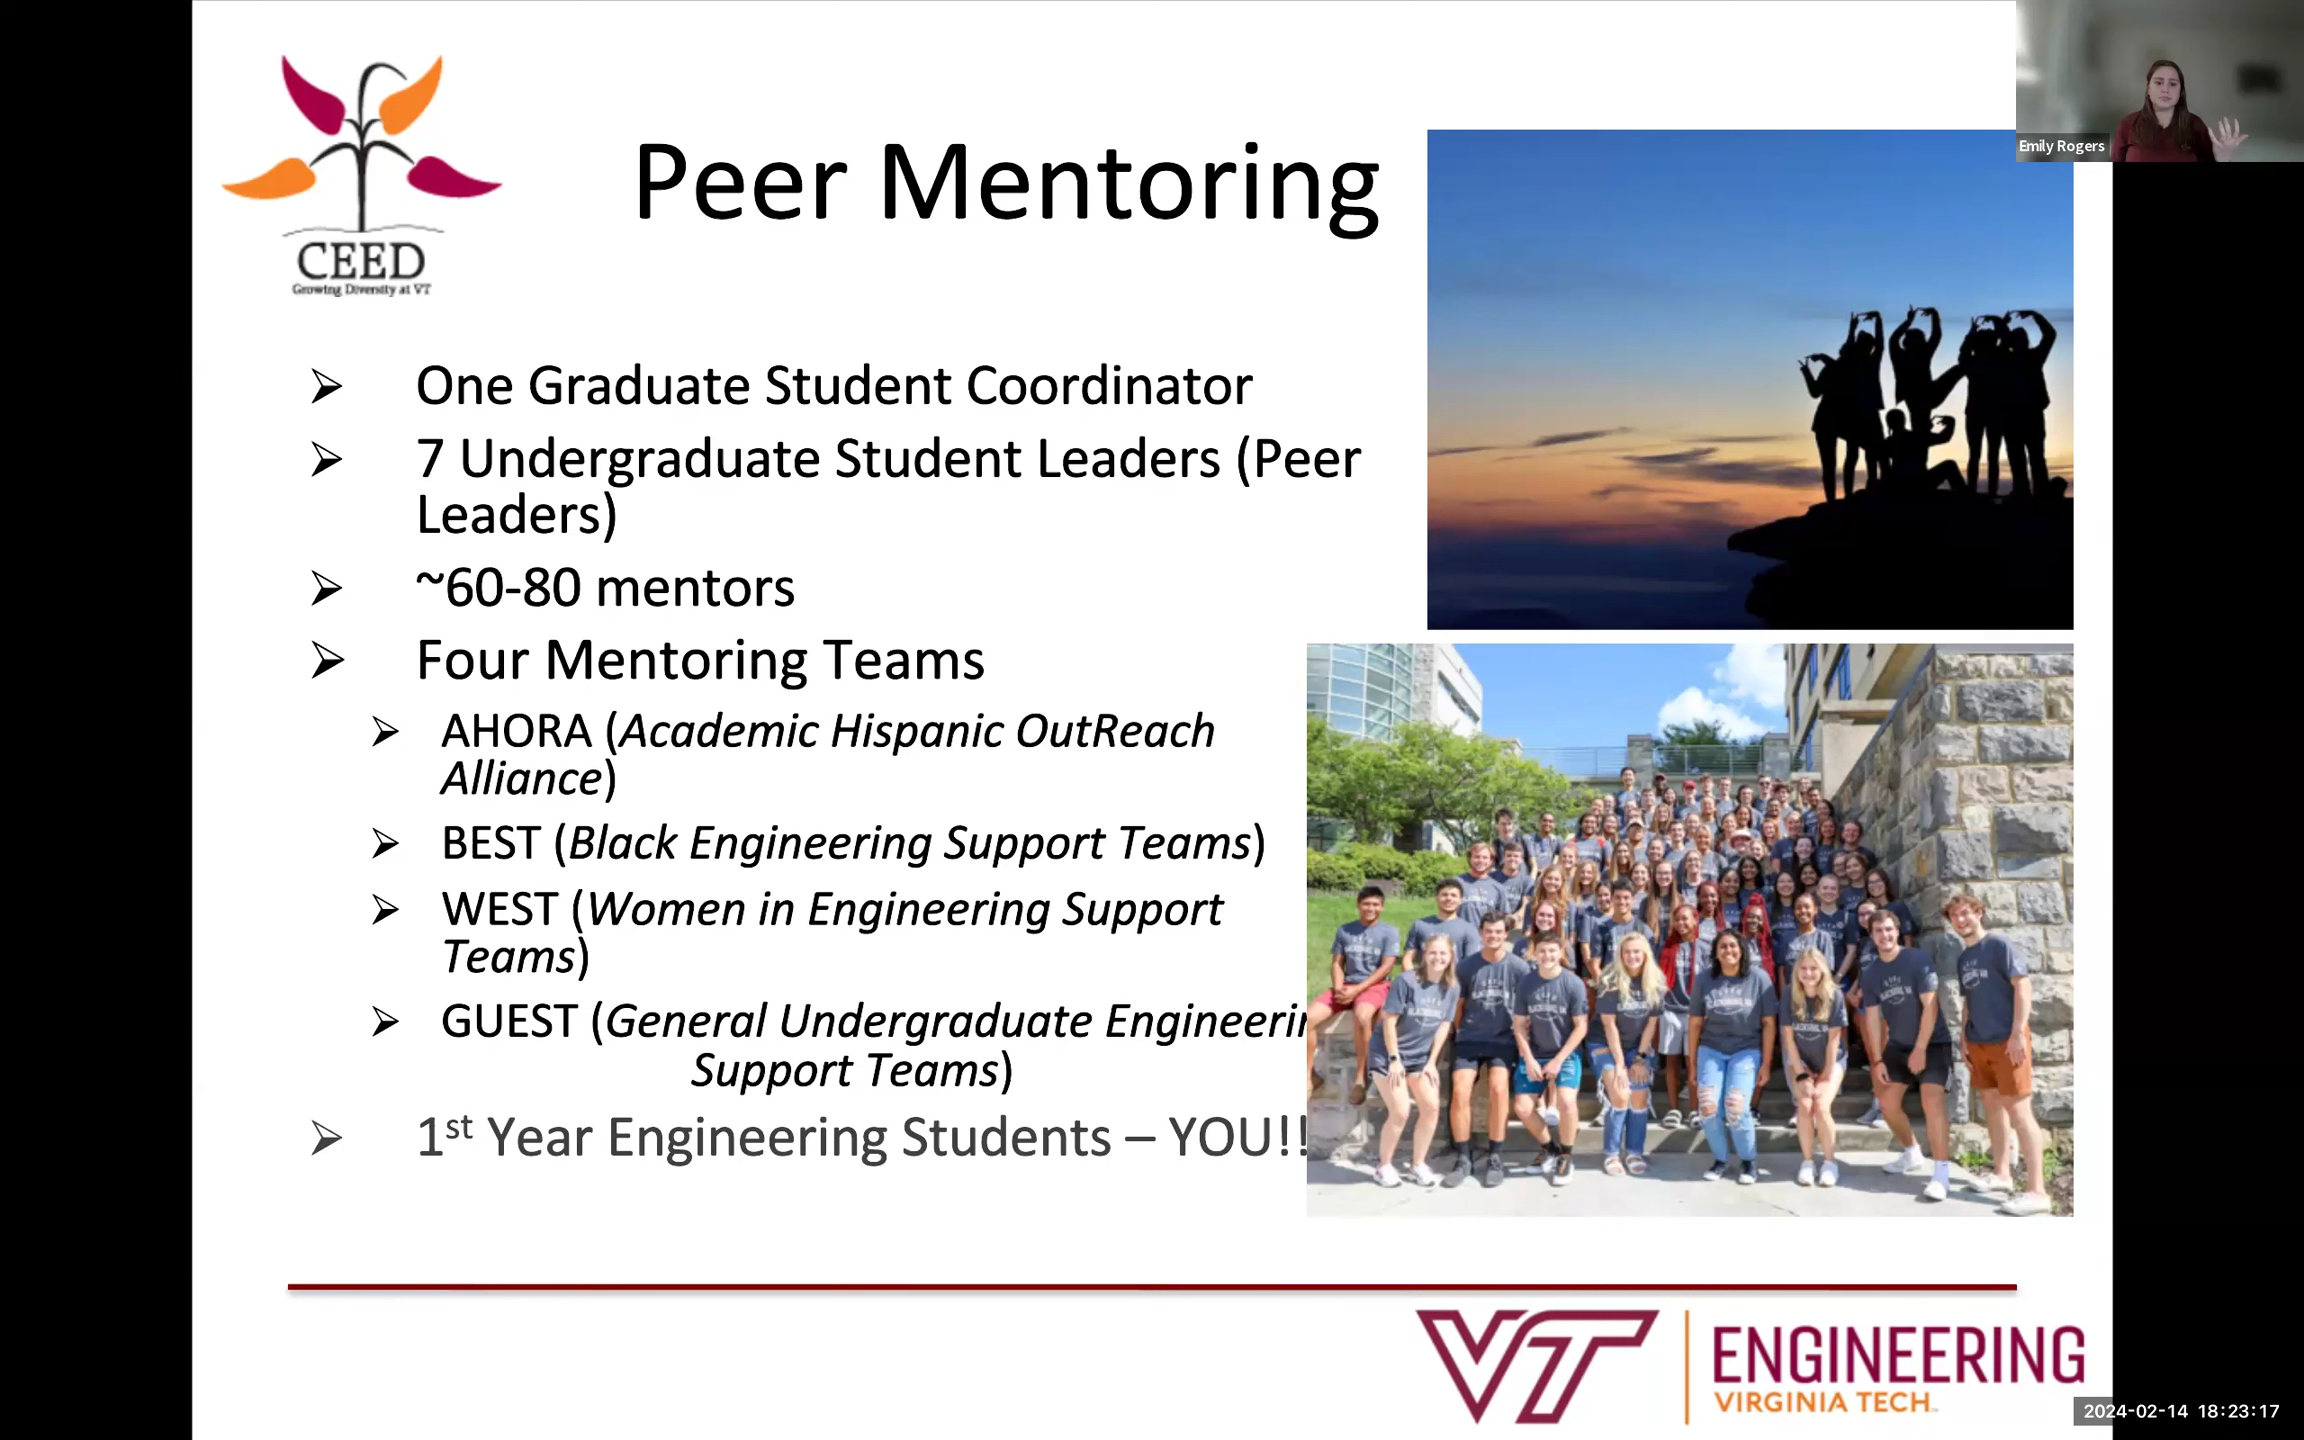 CEED
Growing Diversity at VT
Peer Mentoring
Emily Rogers
➢ One Graduate Student Coordinator
➢ 7 Undergraduate Student Leaders (Peer
Leaders)
➢ ~60-80 mentors
➢ Four Mentoring Teams
➢ AHORA (Academic Hispanic OutReach
Alliance)
➢ BEST (Black Engineering Support Teams)
➢ WEST (Women in Engineering Support
Teams)
➢ GUEST (General Undergraduate Engineerin
Support Teams)
➢ 1st Year Engineering Students – YOU!!
VT ENGINEERING
VIRGINIA TECH
2024-02-14 18:23:17